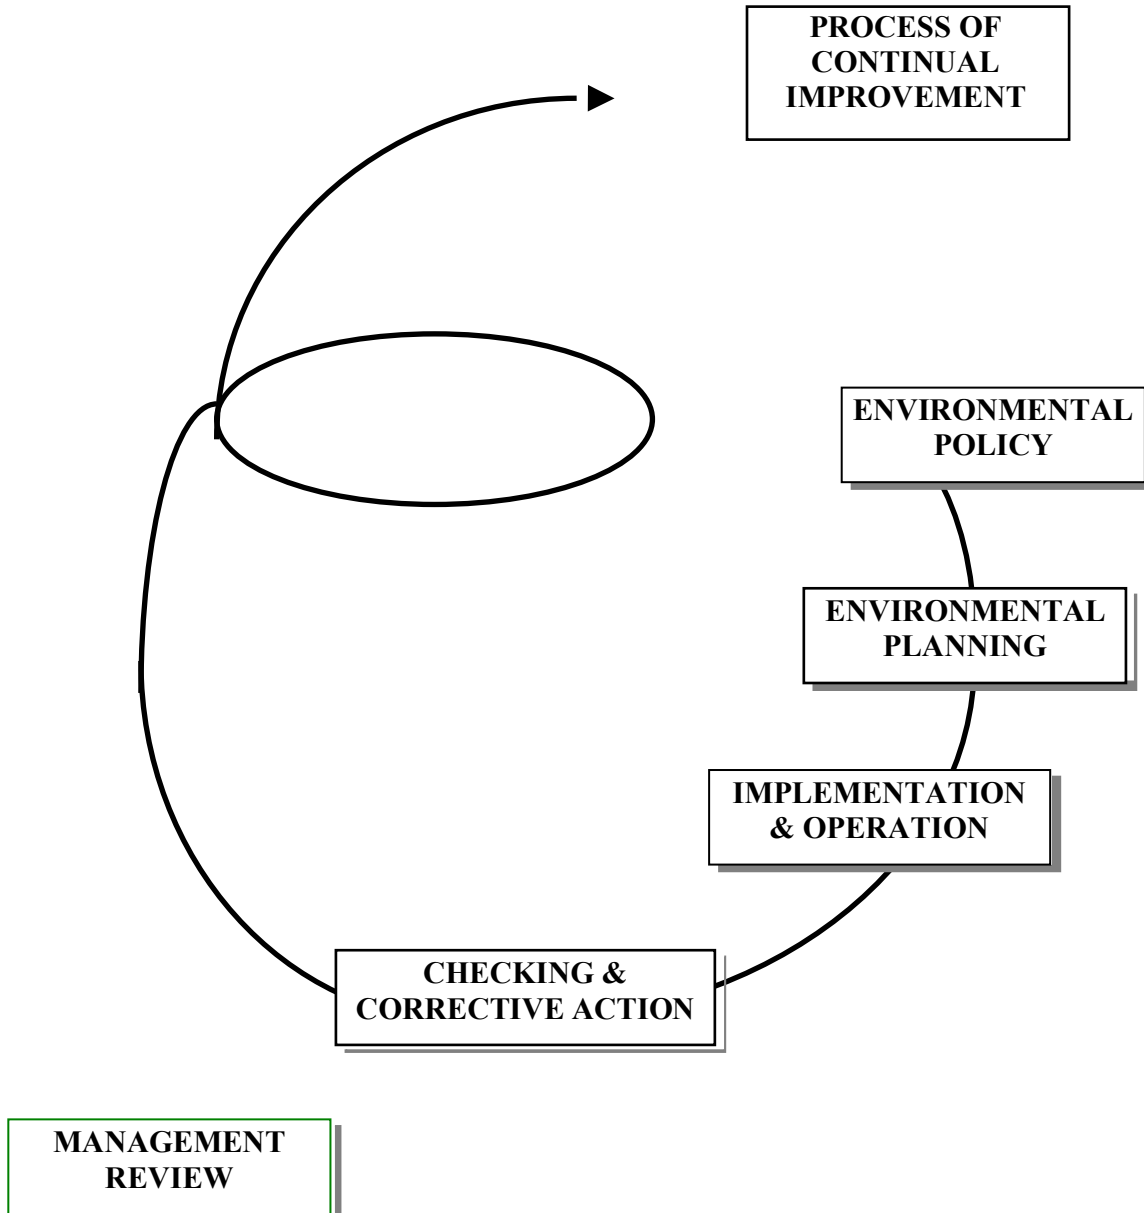 PROCESS OF
CONTINUAL
IMPROVEMENT
ENVIRONMENTAL
POLICY
ENVIRONMENTAL
PLANNING
IMPLEMENTATION
& OPERATION
CHECKING &
CORRECTIVE ACTION
MANAGEMENT
REVIEW